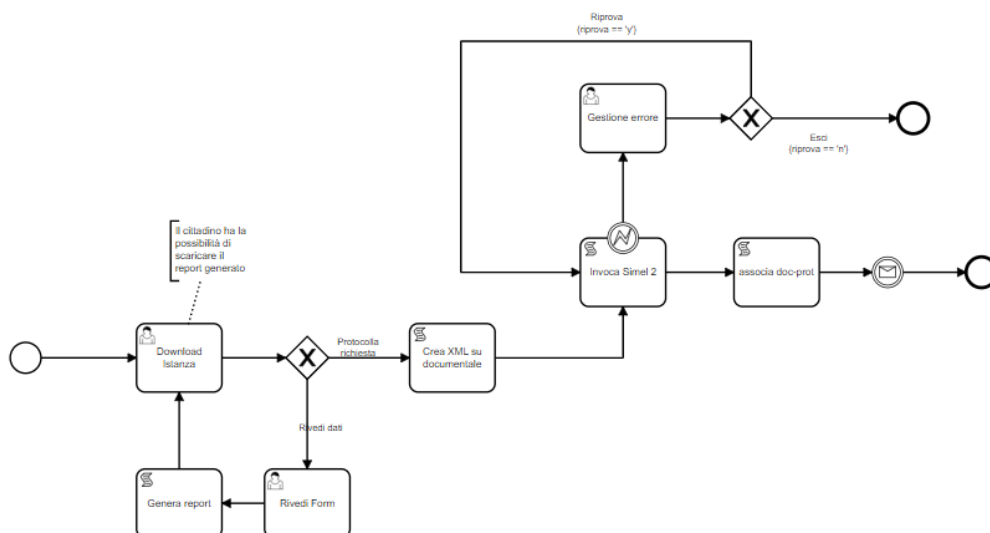 Riprova
{riprova == 'y'}
Gestione errore
Esci
{riprova == 'n'}
Il cittadino ha la
possibilità di
scaricare il
report generato
Invoca Simel 2
associa doc-prot
Download
Istanza
Protocolla
richiesta
Crea XML su
documentale
Rivedi dati
Genera report
Rivedi Form